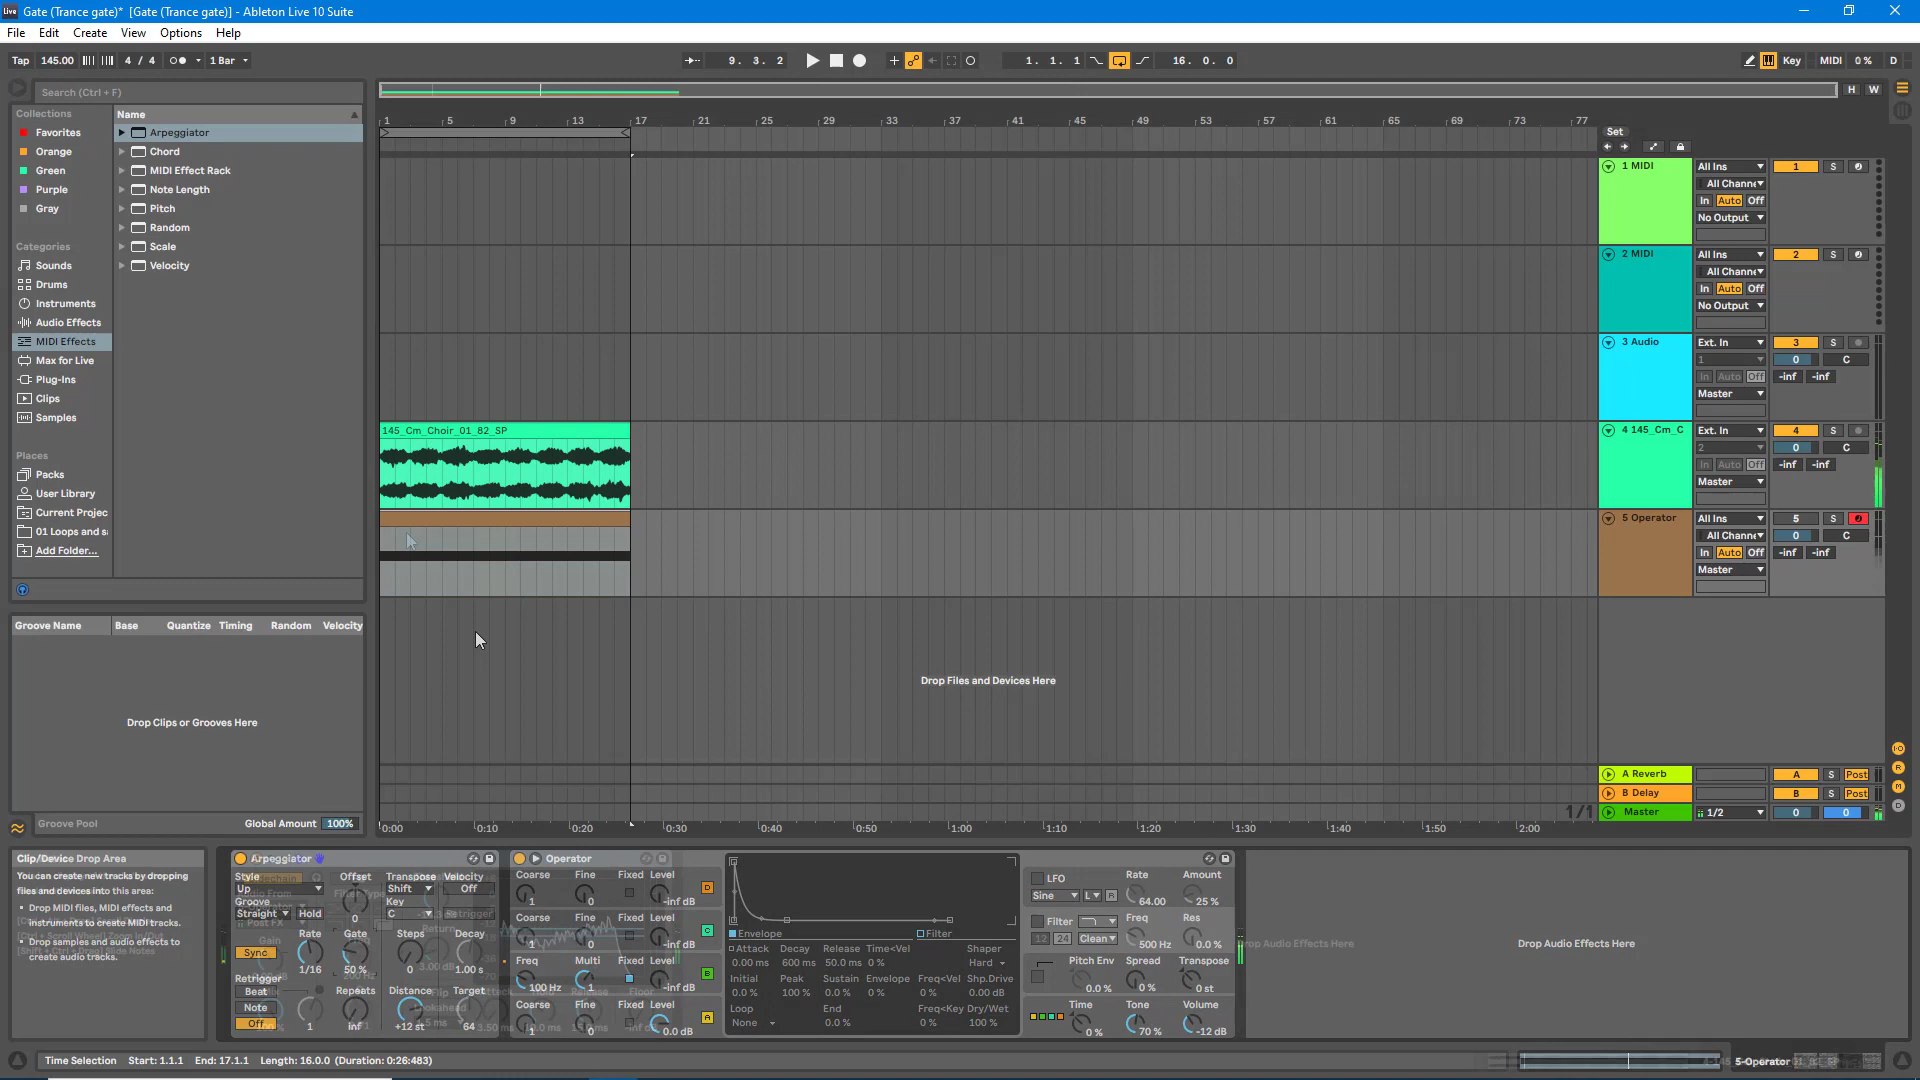 Gate (Trance gate)*  [Gate (Trance gate)] - Ableton Live 10 Suite
File Edit Create View Options Help
Tap 145.00 4 / 4 1 Bar 9. 3. 2 1. 1. 1 16. 0. 0 Key MIDI 0 % D
Search (Ctrl + F)
H W
Collections
Favorites
Orange
Green
Purple
Gray
Categories
Sounds
Drums
Instruments
Audio Effects
MIDI Effects
Max for Live
Plug-Ins
Clips
Samples
Places
Packs
User Library
Current Projec
01 Loops and sa
Add Folder...
Name
Arpeggiator
Chord
MIDI Effect Rack
Note Length
Pitch
Random
Scale
Velocity
1 5 9 13 17 21 25 29 33 37 41 45 49 53 57 61 65 69 73 77
Set
1 MIDI All Ins 1 S
All Channe
In Auto Off
No Output
2 MIDI All Ins 2 S
All Channe
In Auto Off
No Output
3 Audio Ext. In 3 S
1 0 C
In Auto Off -inf -inf
Master
145_Cm_Choir_01_82_SP
4 145_Cm_C Ext. In 4 S
2 0 C
In Auto Off -inf -inf
Master
5 Operator All Ins 5 S
All Channe 0 C
In Auto Off -inf -inf
Master
Drop Files and Devices Here
A Reverb A S Post
B Delay B S Post
1/1
Master 1/2 0 0
0:00 0:10 0:20 0:30 0:40 0:50 1:00 1:10 1:20 1:30 1:40 1:50 2:00
Groove Name Base Quantize Timing Random Velocity
Drop Clips or Grooves Here
Groove Pool Global Amount 100%
Clip/Device Drop Area
You can create new tracks by dropping
files and devices into this area:
Drop MIDI files, MIDI effects and
instruments to create MIDI tracks.
Drop samples and audio effects to
create audio tracks.
Arpeggiator
Style Offset Transpose Velocity
Up Shift Off
Groove Key
Straight Hold 0 C
Rate Gate Steps Decay
Sync 1/16 50 % 0 1.00 s
Retrigger Repeats Distance Target
Beat
Note
Off 1 Inf +12 st 64
Operator
Coarse Fine Fixed Level
1 0 -inf dB D
Coarse Fine Fixed Level
1 0 -inf dB C
Freq Multi Fixed Level
100 Hz 1 -inf dB B
Coarse Fine Fixed Level
1 0 0.0 dB A
Envelope Filter
Attack Decay Release Time<Vel Shaper
0.00 ms 600 ms 50.0 ms 0 % Hard
Initial Peak Sustain Envelope Freq<Vel Shp.Drive
0.0 % 100 % 0.0 % 0 % 0 % 0.00 dB
Loop End Freq<Key Dry/Wet
None 0.0 % 0 % 100 %
LFO Rate Amount
Sine L R 64.00 25 %
Filter Freq Res
12 24 Clean 500 Hz 0.0 %
Pitch Env Spread Transpose
0.0 % 0 % 0 st
Time Tone Volume
0 % 70 % -12 dB
Drop Audio Effects Here
Drop Audio Effects Here
Time Selection Start: 1.1.1 End: 17.1.1 Length: 16.0.0 (Duration: 0:26:483)
5-Operator